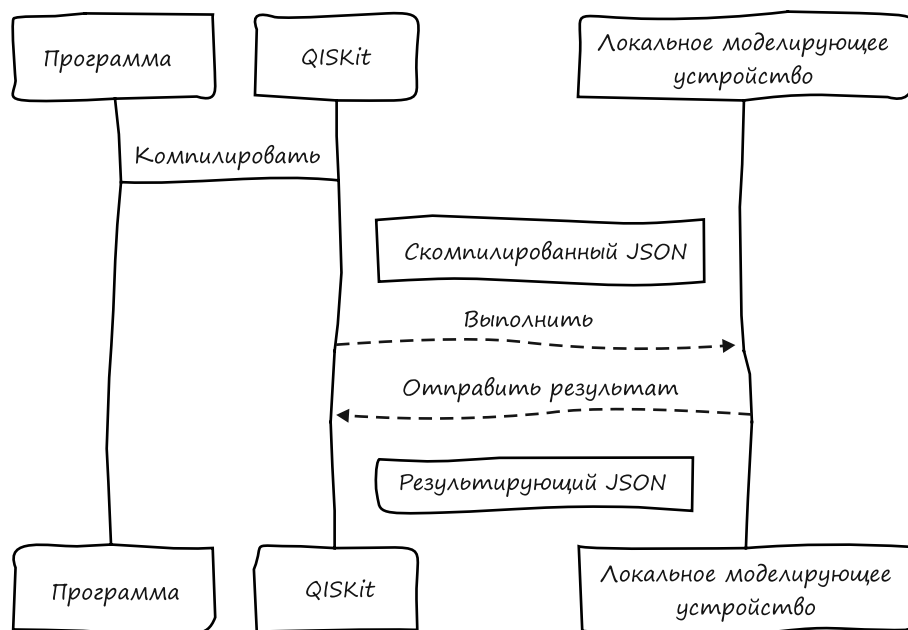 Программа
QISKit
Локальное моделирующее
устройство
Компилировать
Скомпилированный JSON
Выполнить
Отправить результат
Результирующий JSON
Программа
QISKit
Локальное моделирующее
устройство